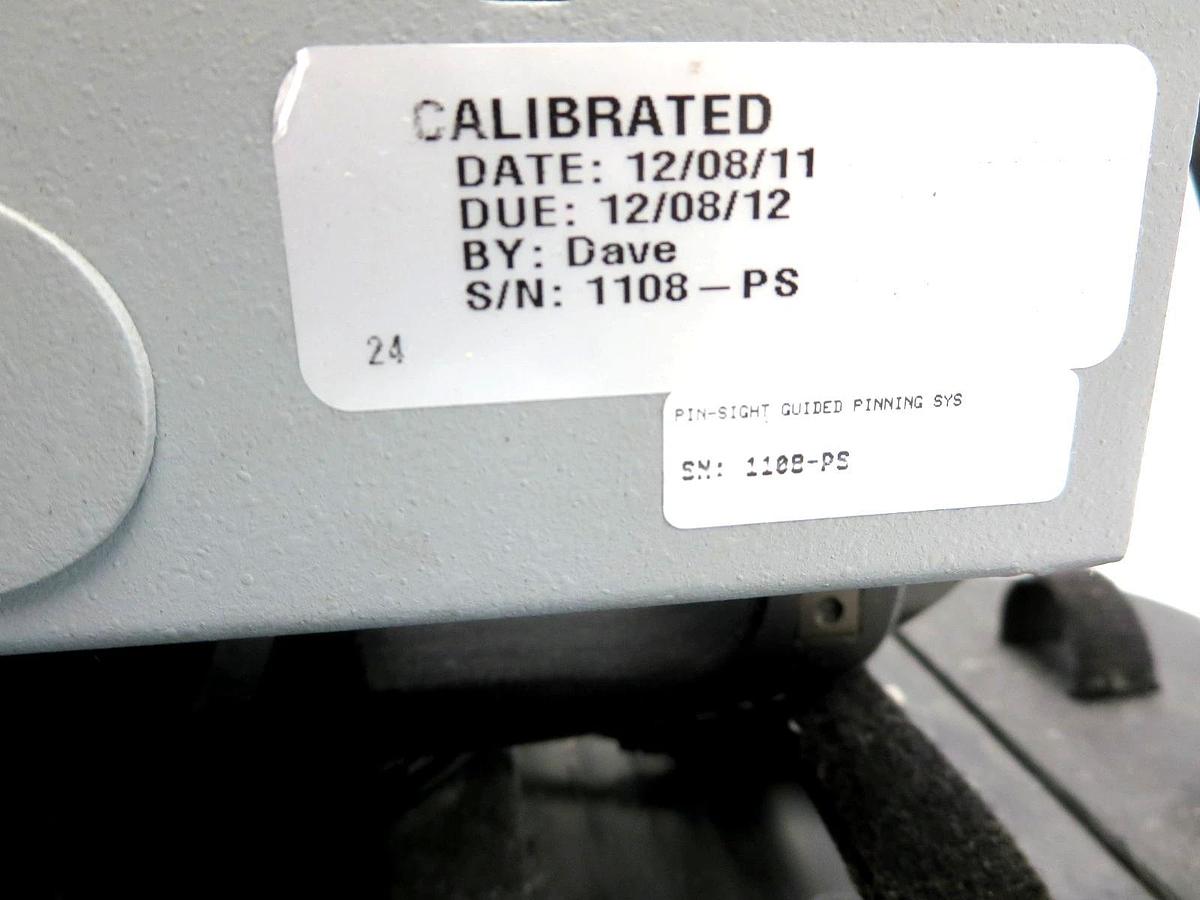 CALIBRATED
DATE: 12/08/11
DUE: 12/08/12
BY: Dave
S/N: 1108-PS
24
PIN-SIGHT GUIDED PINNING SYS
SN: 1108-PS